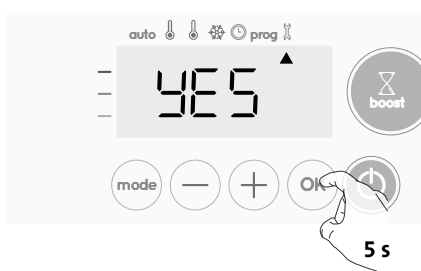 auto prog
YES
boost
mode − + OK
5 s